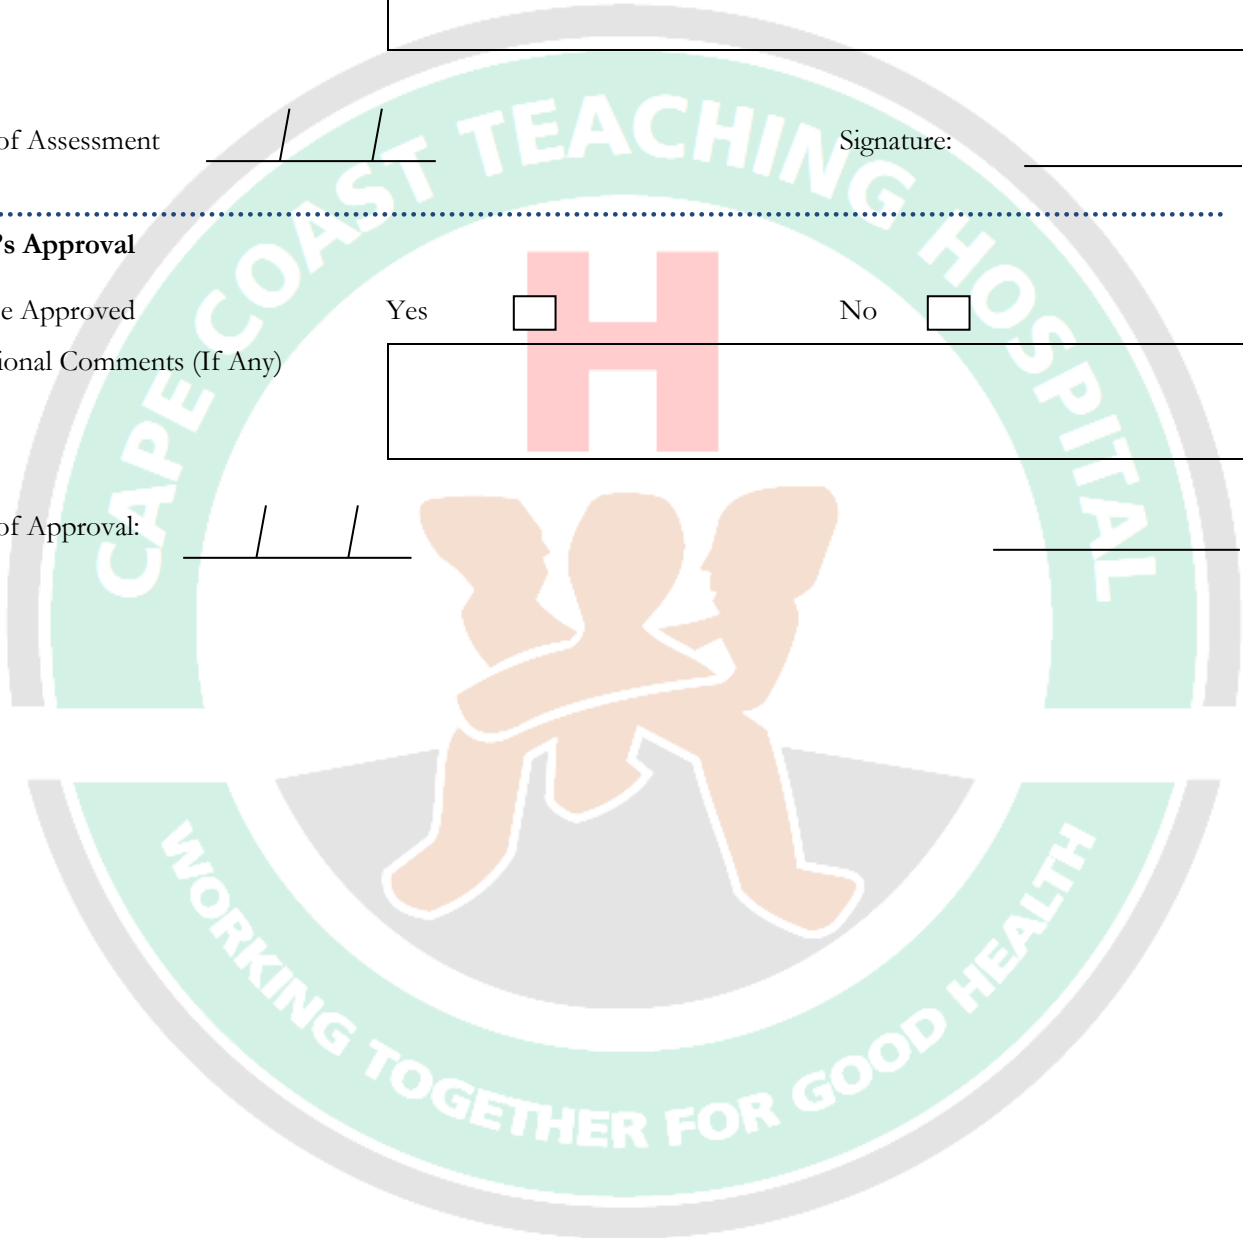 of Assessment Signature:
's Approval
e Approved Yes No
ional Comments (If Any)
of Approval:
CAPE COAST TEACHING HOSPITAL
WORKING TOGETHER FOR GOOD HEALTH
H